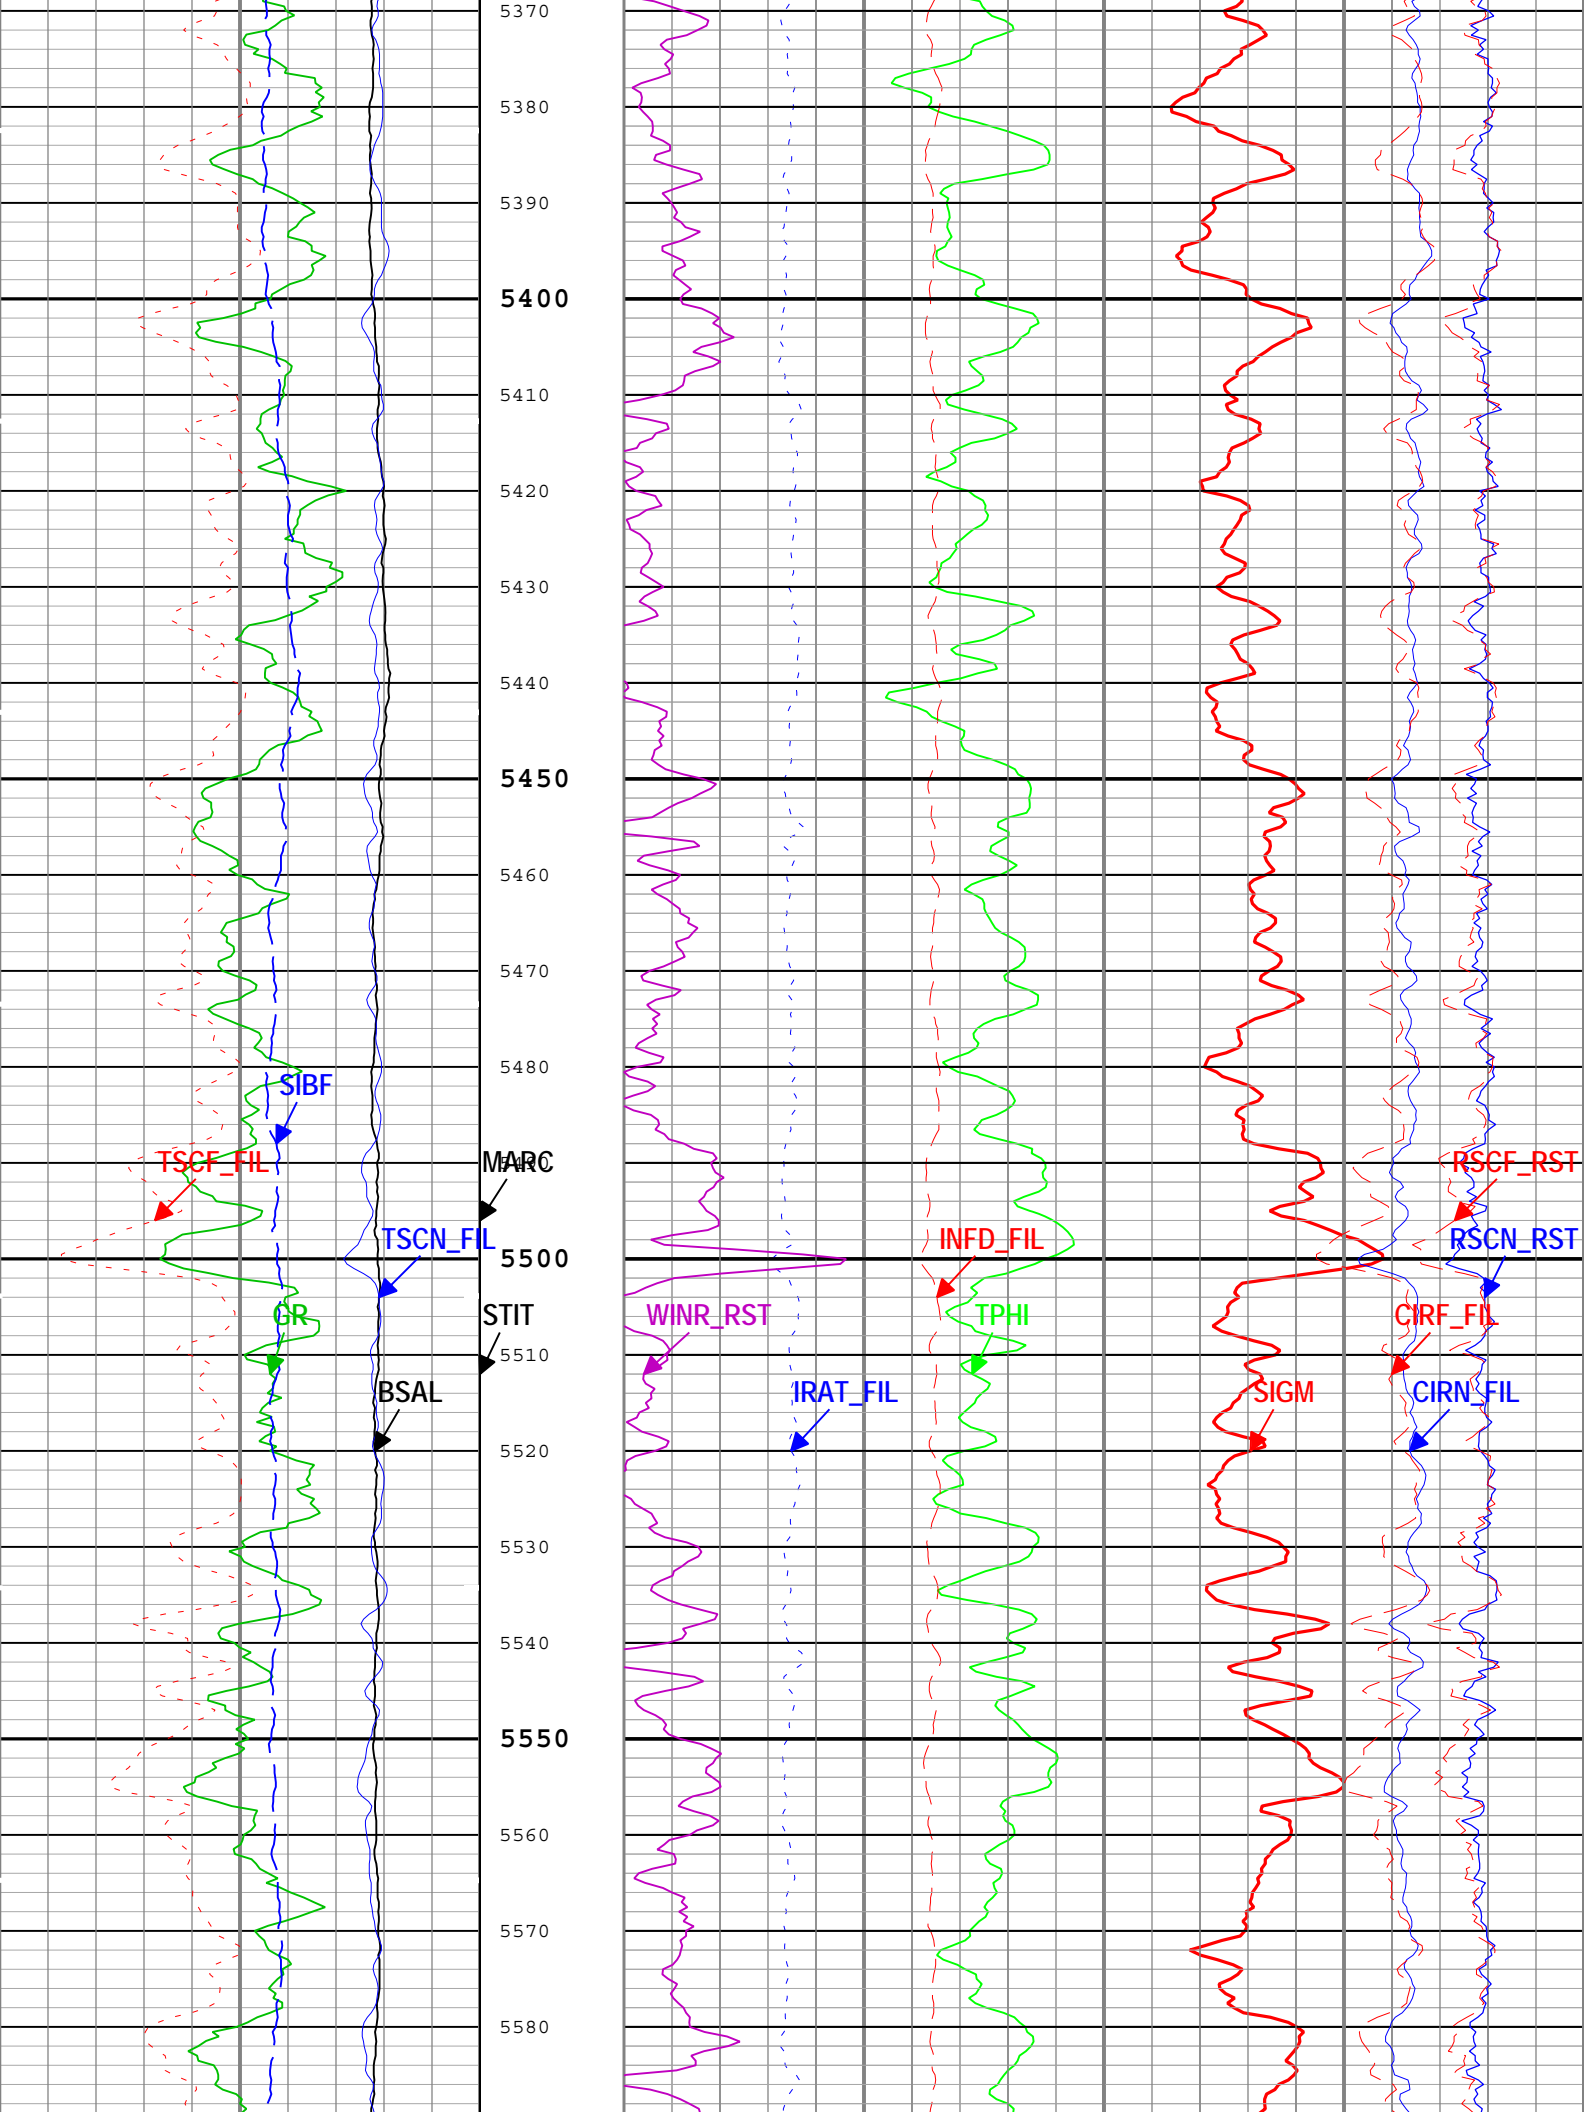 5370
5380
5390
5400
5410
5420
5430
5440
5450
5460
5470
5480
SIBF
TSCF_FIL
MARC
5490
RSCF_RST
TSCN_FIL
INFD_FIL
RSCN_RST
5500
GR
STIT
WINR_RST
TPHI
CIRF_FIL
5510
BSAL
IRAT_FIL
SIGM
CIRN_FIL
5520
5530
5540
5550
5560
5570
5580